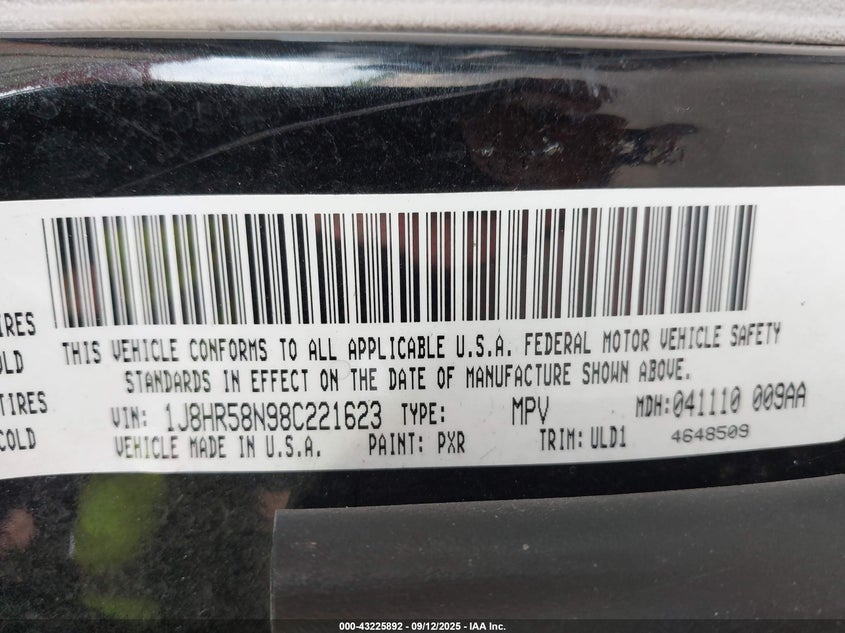 IRES
OLD
TIRES
COLD
THIS VEHICLE CONFORMS TO ALL APPLICABLE U.S.A. FEDERAL MOTOR VEHICLE SAFETY
STANDARDS IN EFFECT ON THE DATE OF MANUFACTURE SHOWN ABOVE.
VIN: 1J8HR58N98C221623 TYPE: MPV MDH:041110 009AA
VEHICLE MADE IN U.S.A. PAINT: PXR TRIM: ULD1 4648509
000-43225892 - 09/12/2025 - IAA Inc.